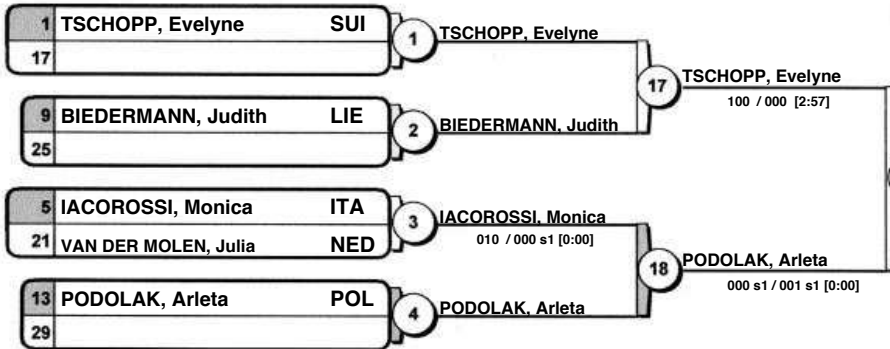 1 TSCHOPP, Evelyne SUI
17
1 TSCHOPP, Evelyne
9 BIEDERMANN, Judith LIE
25
2 BIEDERMANN, Judith
17 TSCHOPP, Evelyne
100 / 000 [2:57]
5 IACOROSSI, Monica ITA
21 VAN DER MOLEN, Julia NED
3 IACOROSSI, Monica
010 / 000 s1 [0:00]
13 PODOLAK, Arleta POL
29
4 PODOLAK, Arleta
18 PODOLAK, Arleta
000 s1 / 001 s1 [0:00]